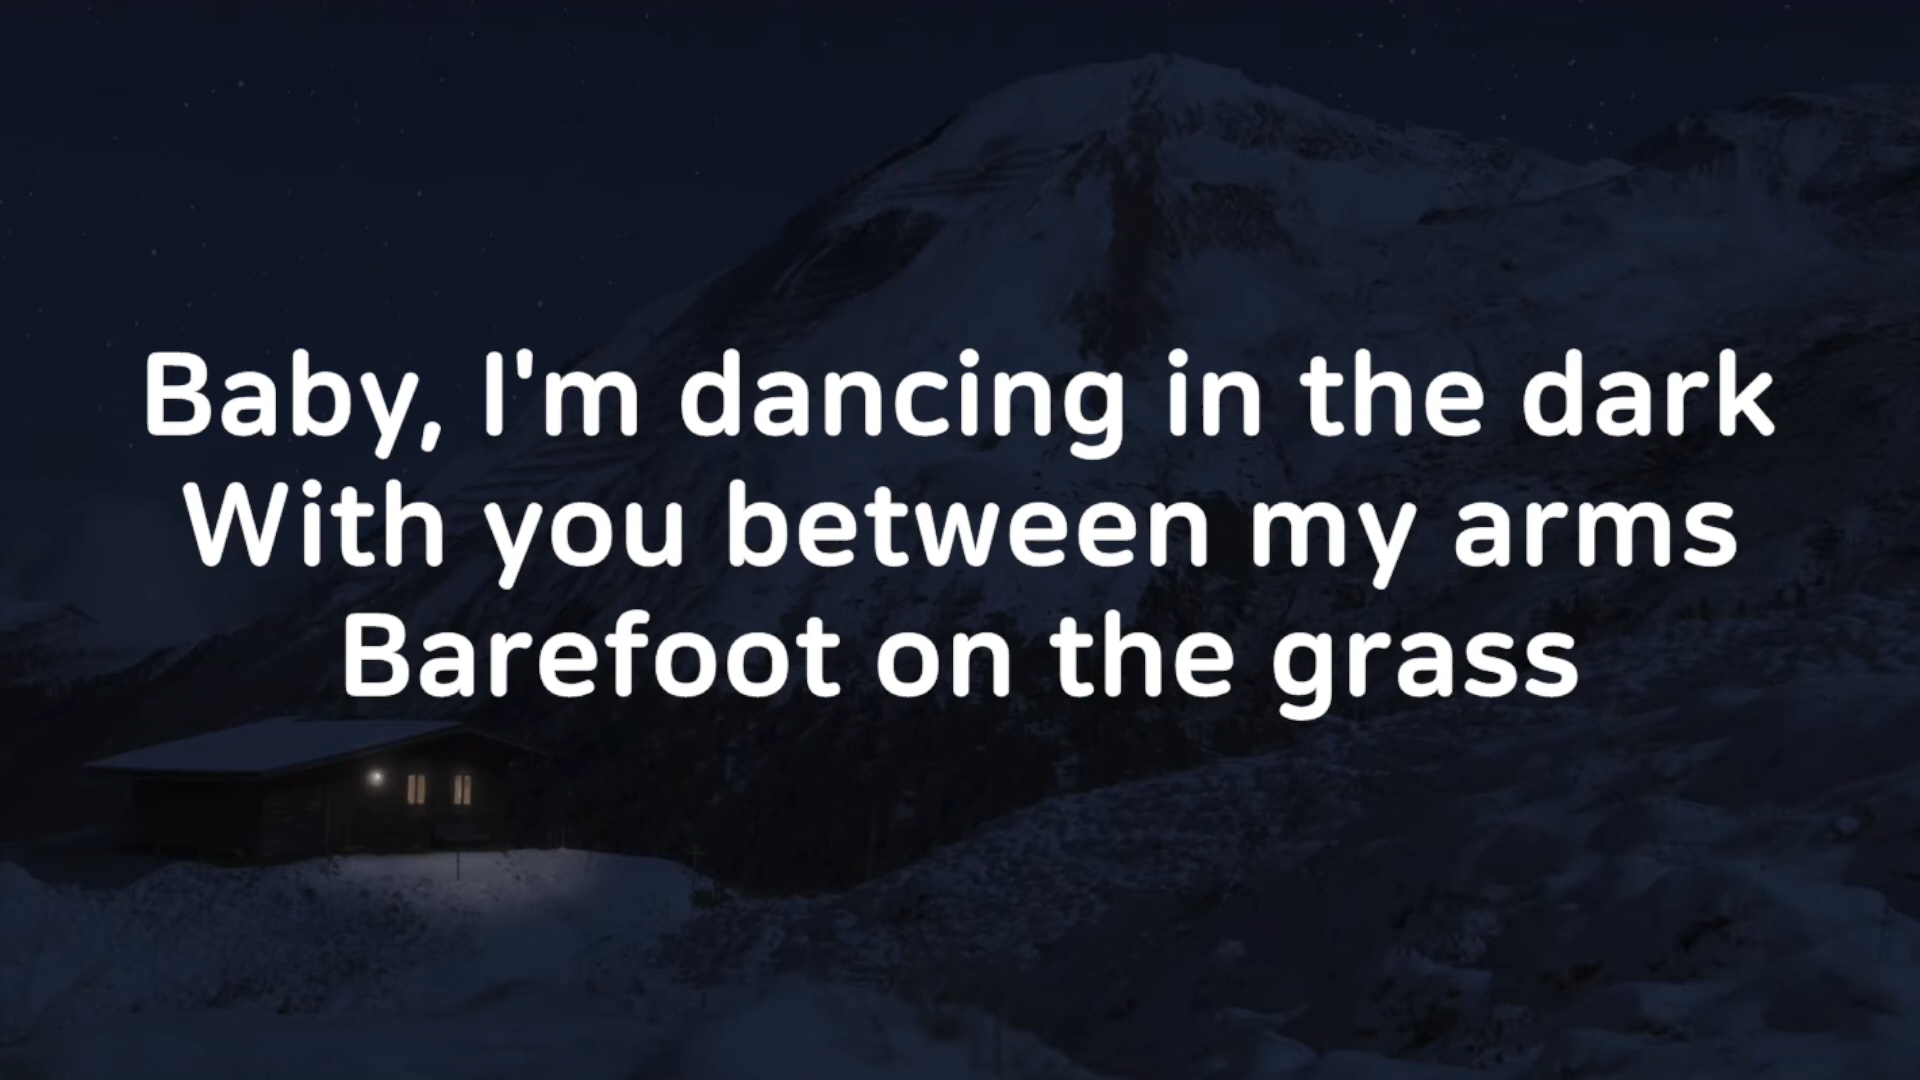 Baby, I'm dancing in the dark
With you between my arms
Barefoot on the grass